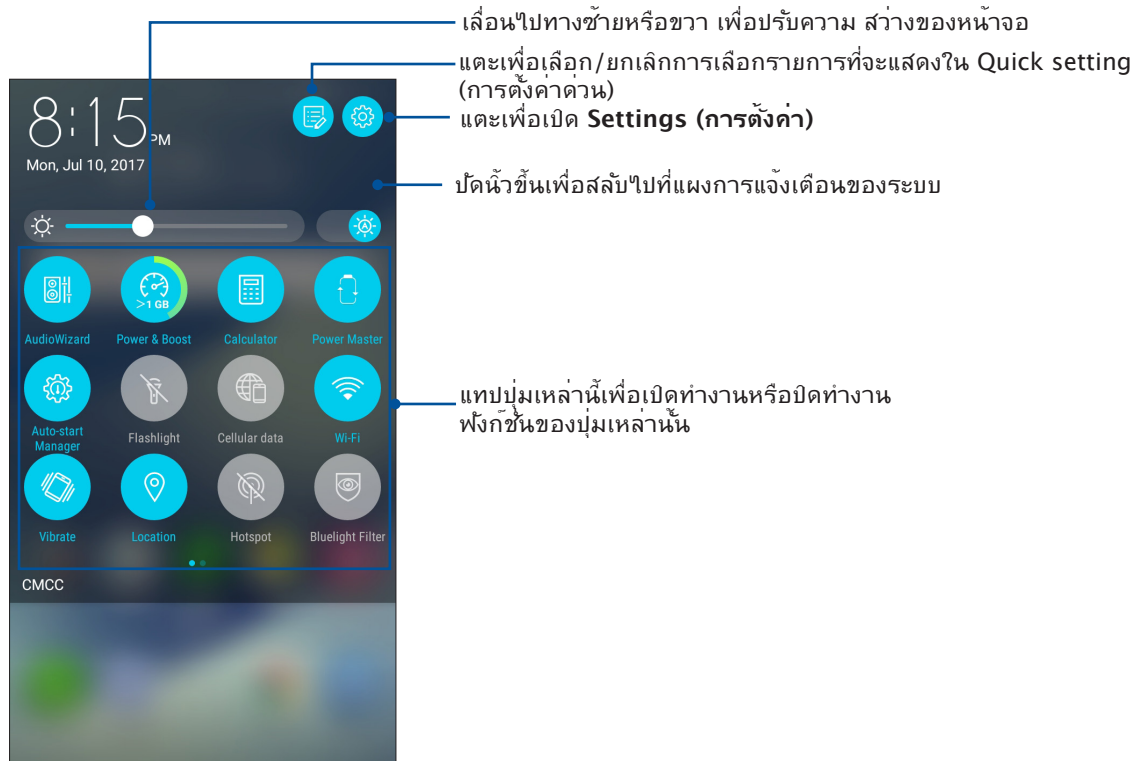 เลื่อนไปทางซ้ายหรือขวา เพื่อปรับความ สว่างของหน้าจอ
แตะเพื่อเลือก/ยกเลิกการเลือกรายการที่จะแสดงใน Quick setting
(การตั้งค่าด่วน)
แตะเพื่อเปิด Settings (การตั้งค่า)
ปัดนิ้วขึ้นเพื่อสลับไปที่แผงการแจ้งเตือนของระบบ
8:15 PM
Mon, Jul 10, 2017
A
>1 GB
AudioWizard
Power & Boost
Calculator
Power Master
Auto-start
Manager
Flashlight
Cellular data
Wi-Fi
แทปปุ่มเหล่านี้เพื่อเปิดทำงานหรือปิดทำงาน
ฟังก์ชั่นของปุ่มเหล่านั้น
Vibrate
Location
Hotspot
Bluelight Filter
CMCC